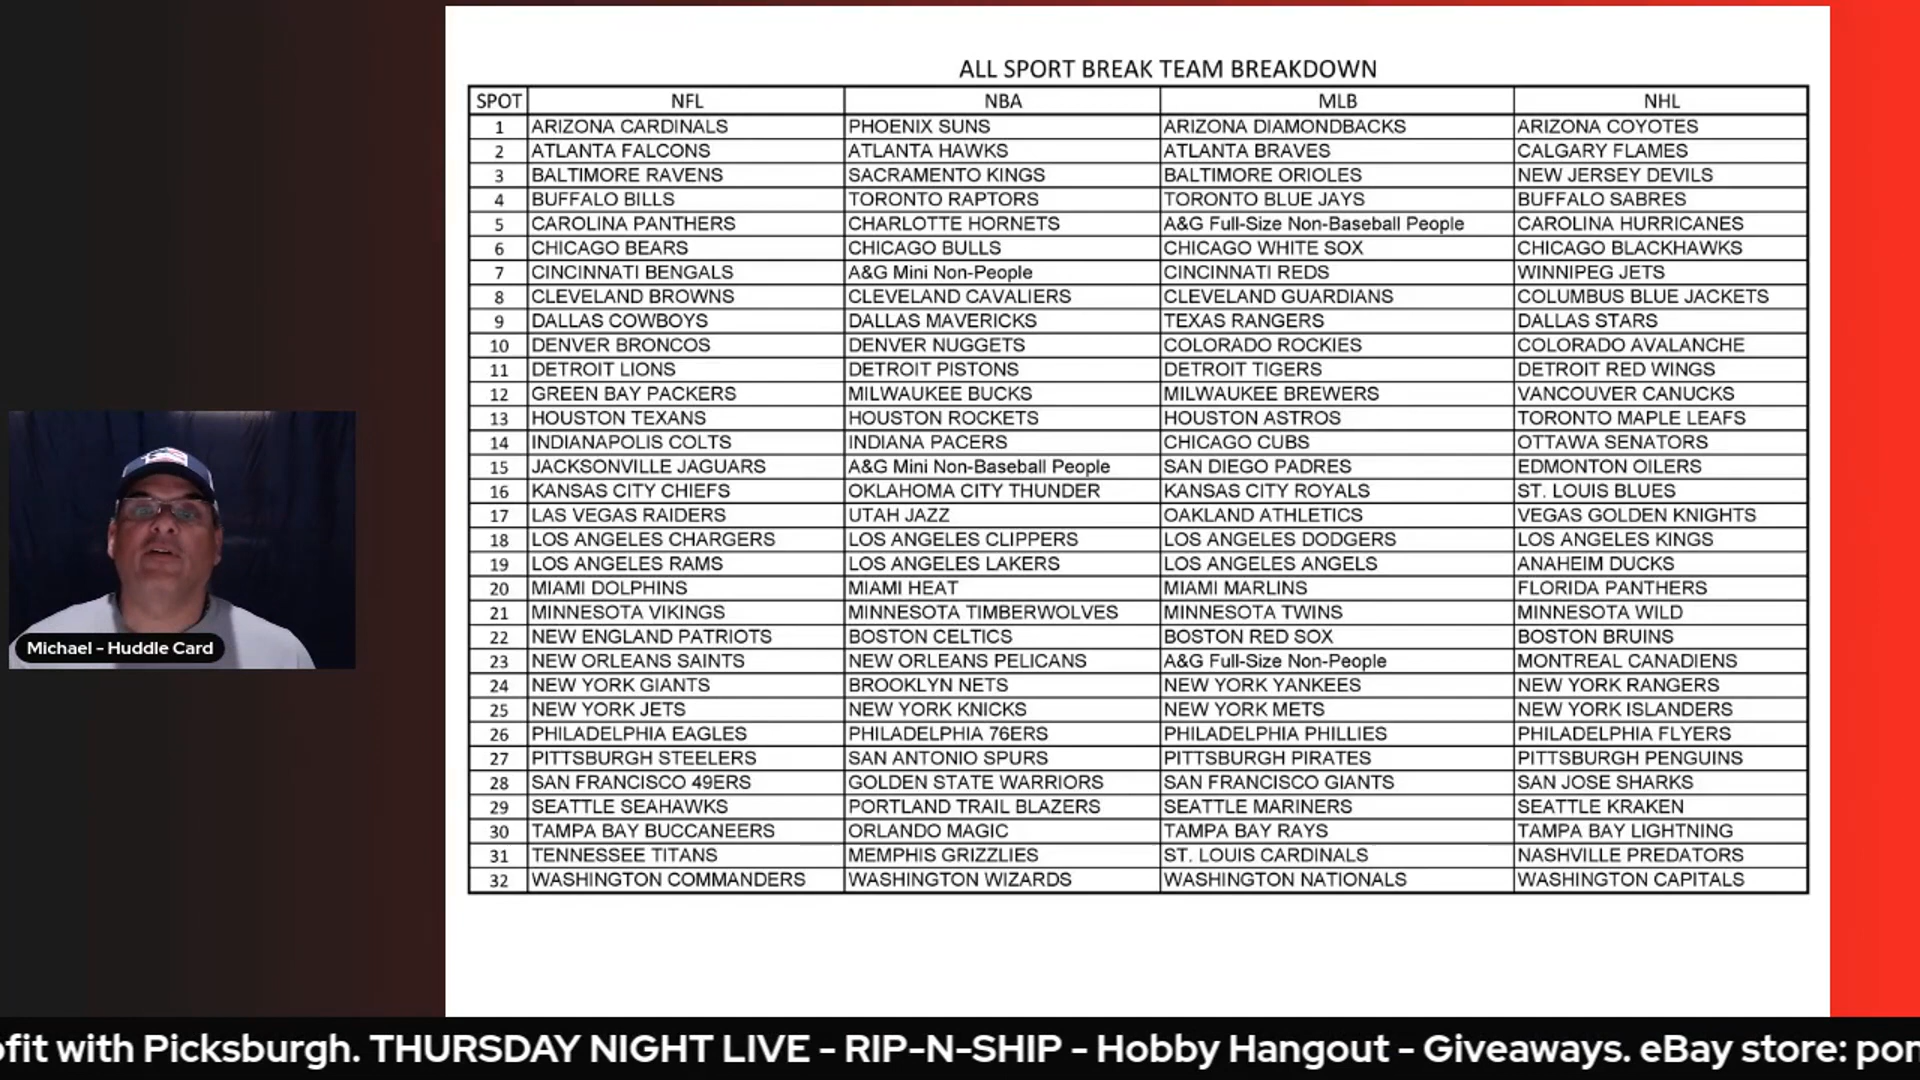 ALL SPORT BREAK TEAM BREAKDOWN
SPOT NFL NBA MLB NHL
1 ARIZONA CARDINALS PHOENIX SUNS ARIZONA DIAMONDBACKS ARIZONA COYOTES
2 ATLANTA FALCONS ATLANTA HAWKS ATLANTA BRAVES CALGARY FLAMES
3 BALTIMORE RAVENS SACRAMENTO KINGS BALTIMORE ORIOLES NEW JERSEY DEVILS
4 BUFFALO BILLS TORONTO RAPTORS TORONTO BLUE JAYS BUFFALO SABRES
5 CAROLINA PANTHERS CHARLOTTE HORNETS A&G Full-Size Non-Baseball People CAROLINA HURRICANES
6 CHICAGO BEARS CHICAGO BULLS CHICAGO WHITE SOX CHICAGO BLACKHAWKS
7 CINCINNATI BENGALS A&G Mini Non-People CINCINNATI REDS WINNIPEG JETS
8 CLEVELAND BROWNS CLEVELAND CAVALIERS CLEVELAND GUARDIANS COLUMBUS BLUE JACKETS
9 DALLAS COWBOYS DALLAS MAVERICKS TEXAS RANGERS DALLAS STARS
10 DENVER BRONCOS DENVER NUGGETS COLORADO ROCKIES COLORADO AVALANCHE
11 DETROIT LIONS DETROIT PISTONS DETROIT TIGERS DETROIT RED WINGS
12 GREEN BAY PACKERS MILWAUKEE BUCKS MILWAUKEE BREWERS VANCOUVER CANUCKS
13 HOUSTON TEXANS HOUSTON ROCKETS HOUSTON ASTROS TORONTO MAPLE LEAFS
14 INDIANAPOLIS COLTS INDIANA PACERS CHICAGO CUBS OTTAWA SENATORS
15 JACKSONVILLE JAGUARS A&G Mini Non-Baseball People SAN DIEGO PADRES EDMONTON OILERS
16 KANSAS CITY CHIEFS OKLAHOMA CITY THUNDER KANSAS CITY ROYALS ST. LOUIS BLUES
17 LAS VEGAS RAIDERS UTAH JAZZ OAKLAND ATHLETICS VEGAS GOLDEN KNIGHTS
18 LOS ANGELES CHARGERS LOS ANGELES CLIPPERS LOS ANGELES DODGERS LOS ANGELES KINGS
19 LOS ANGELES RAMS LOS ANGELES LAKERS LOS ANGELES ANGELS ANAHEIM DUCKS
20 MIAMI DOLPHINS MIAMI HEAT MIAMI MARLINS FLORIDA PANTHERS
21 MINNESOTA VIKINGS MINNESOTA TIMBERWOLVES MINNESOTA TWINS MINNESOTA WILD
22 NEW ENGLAND PATRIOTS BOSTON CELTICS BOSTON RED SOX BOSTON BRUINS
23 NEW ORLEANS SAINTS NEW ORLEANS PELICANS A&G Full-Size Non-People MONTREAL CANADIENS
24 NEW YORK GIANTS BROOKLYN NETS NEW YORK YANKEES NEW YORK RANGERS
25 NEW YORK JETS NEW YORK KNICKS NEW YORK METS NEW YORK ISLANDERS
26 PHILADELPHIA EAGLES PHILADELPHIA 76ERS PHILADELPHIA PHILLIES PHILADELPHIA FLYERS
27 PITTSBURGH STEELERS SAN ANTONIO SPURS PITTSBURGH PIRATES PITTSBURGH PENGUINS
28 SAN FRANCISCO 49ERS GOLDEN STATE WARRIORS SAN FRANCISCO GIANTS SAN JOSE SHARKS
29 SEATTLE SEAHAWKS PORTLAND TRAIL BLAZERS SEATTLE MARINERS SEATTLE KRAKEN
30 TAMPA BAY BUCCANEERS ORLANDO MAGIC TAMPA BAY RAYS TAMPA BAY LIGHTNING
31 TENNESSEE TITANS MEMPHIS GRIZZLIES ST. LOUIS CARDINALS NASHVILLE PREDATORS
32 WASHINGTON COMMANDERS WASHINGTON WIZARDS WASHINGTON NATIONALS WASHINGTON CAPITALS
Michael - Huddle Card
ofit with Picksburgh. THURSDAY NIGHT LIVE - RIP-N-SHIP - Hobby Hangout - Giveaways. eBay store: